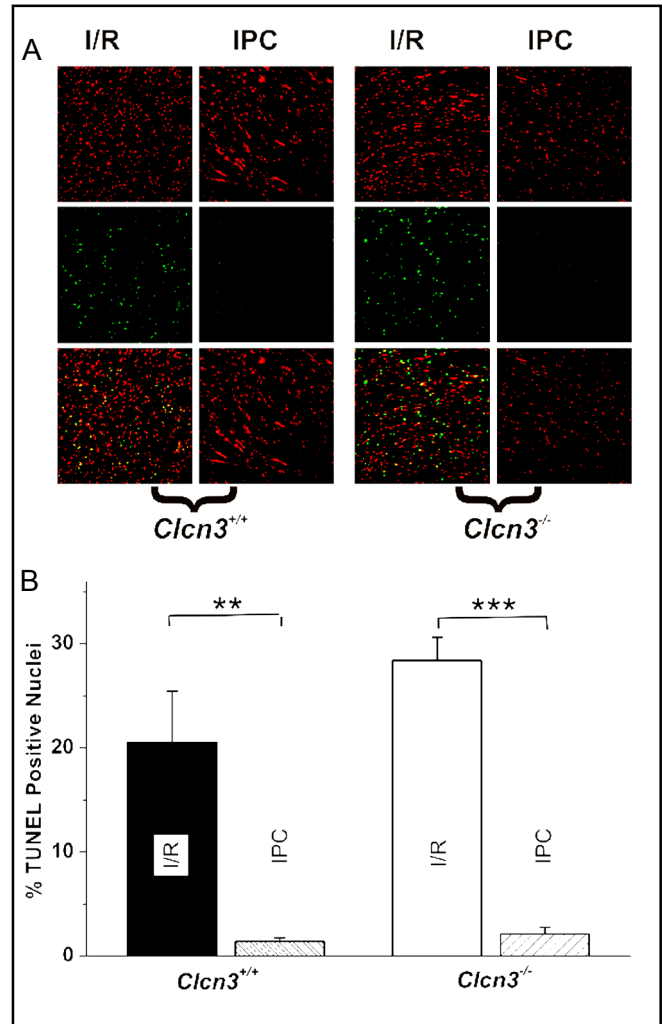 A
I/R IPC I/R IPC
Clcn3+/+ Clcn3-/-
B
% TUNEL Positive Nuclei
** ***
30
20
10
0
I/R IPC I/R IPC
Clcn3+/+ Clcn3-/-